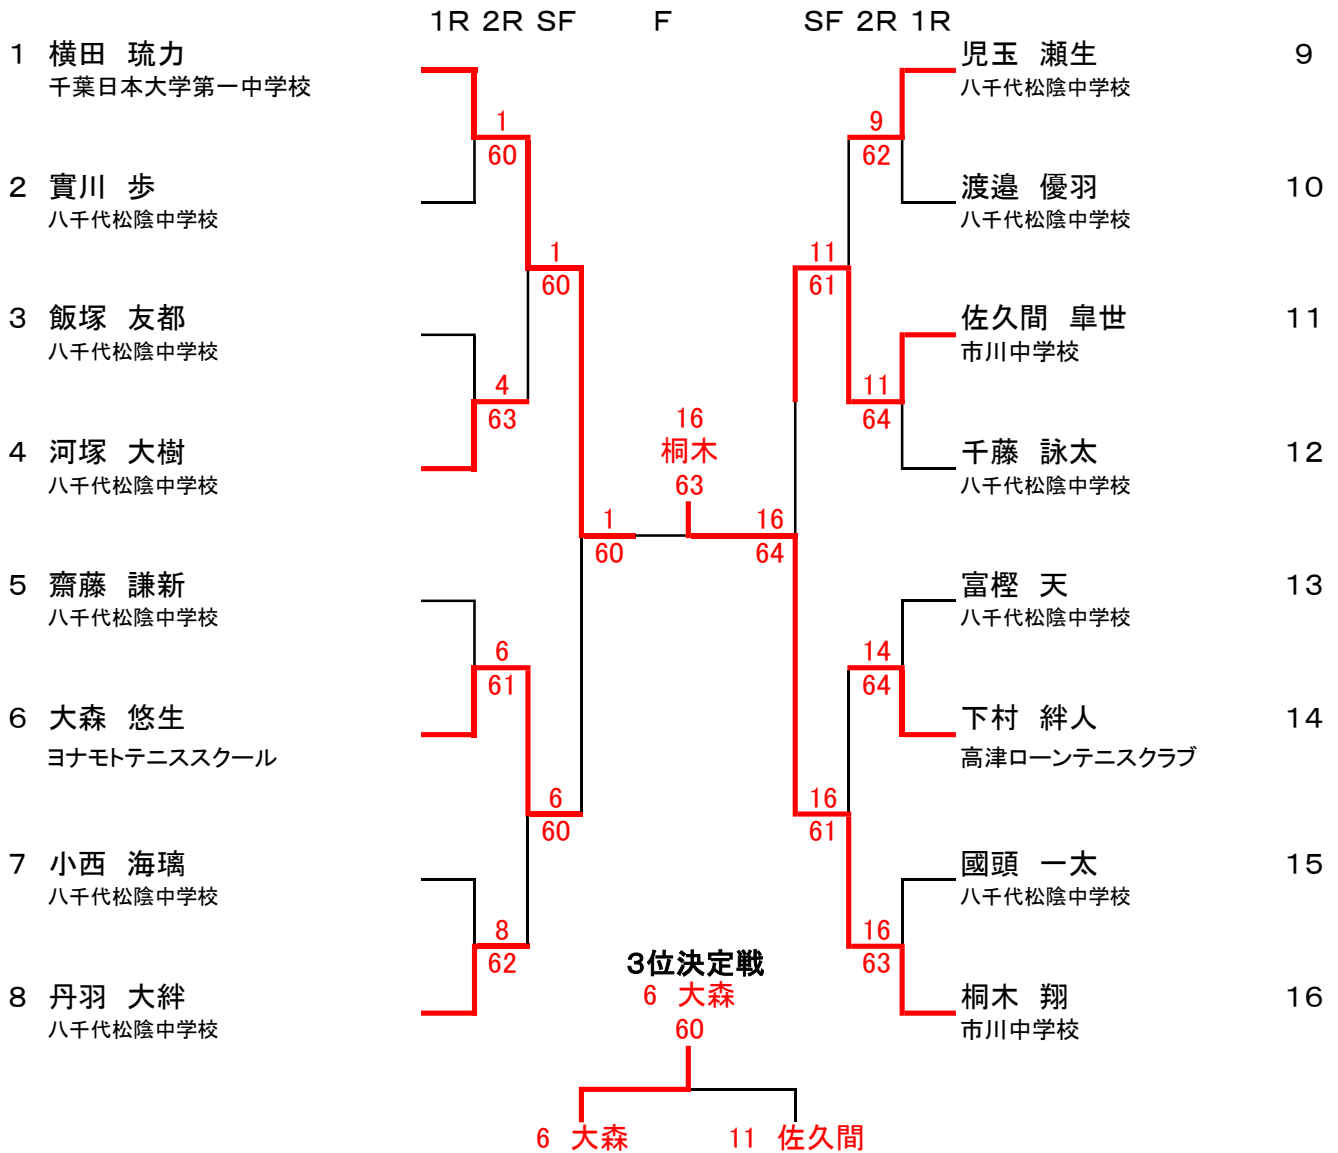 1R 2R SF F SF 2R 1R
1 横田 琉力
千葉日本大学第一中学校
2 實川 歩
八千代松陰中学校
3 飯塚 友都
八千代松陰中学校
4 河塚 大樹
八千代松陰中学校
5 齋藤 謙新
八千代松陰中学校
6 大森 悠生
ヨナモトテニススクール
7 小西 海璃
八千代松陰中学校
8 丹羽 大絆
八千代松陰中学校
1
60
4
63
6
61
8
62
1
60
6
60
1
60
16
桐木
63
16
64
11
61
16
61
9
62
11
64
14
64
16
63
児玉 瀬生 9
八千代松陰中学校
渡邉 優羽 10
八千代松陰中学校
佐久間 皐世 11
市川中学校
千藤 詠太 12
八千代松陰中学校
富樫 天 13
八千代松陰中学校
下村 絆人 14
高津ローンテニスクラブ
國頭 一太 15
八千代松陰中学校
桐木 翔 16
市川中学校
3位決定戦
6 大森
60
6 大森 11 佐久間